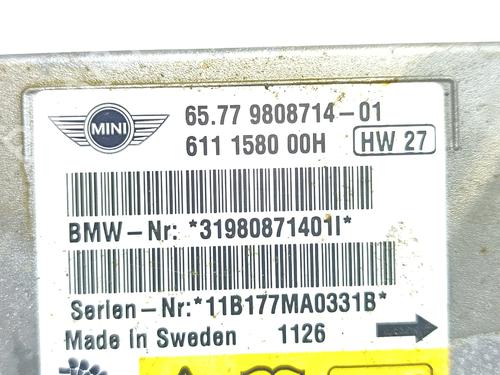 MINI
65.77 9808714-01
611 1580 00H
HW 27
BMW-Nr: *31980871401I*
Serien-Nr:*11B177MA0331B*
Made In Sweden 1126